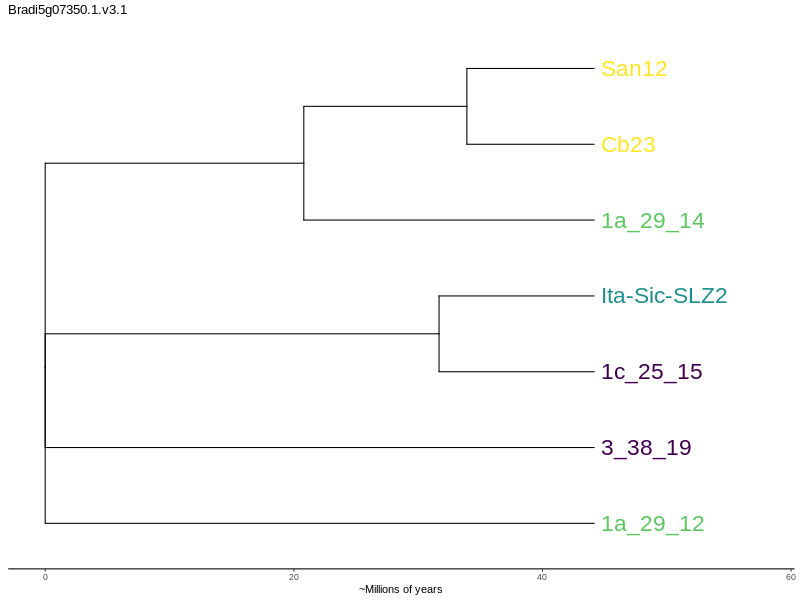 Bradi5g07350.1.v3.1
San12
Cb23
1a_29_14
Ita-Sic-SLZ2
1c_25_15
3_38_19
1a_29_12
0 20 40 60
~Millions of years